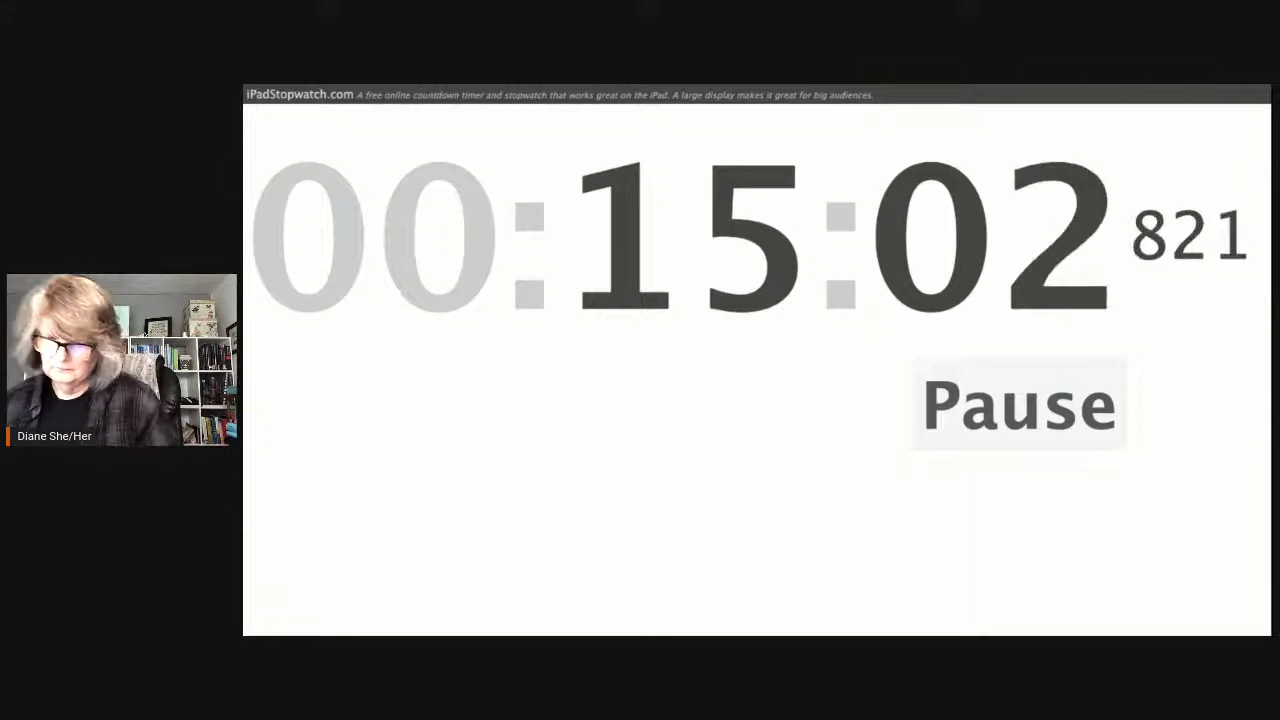 iPadStopwatch.com A free online countdown timer and stopwatch that works great on the iPad. A large display makes it great for big audiences.
00:15:02 821
Pause
Diane She/Her